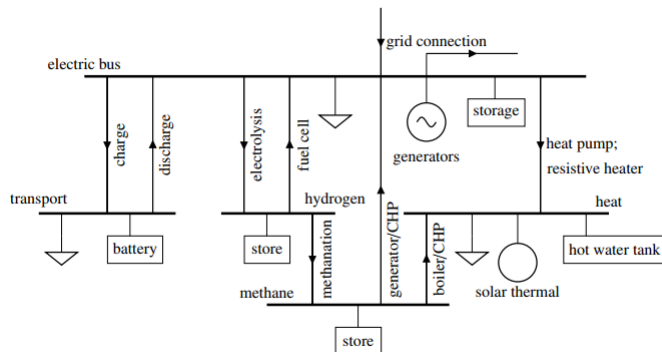 grid connection
electric bus
storage
generators
charge
discharge
electrolysis
fuel cell
heat pump;
resistive heater
transport
hydrogen
heat
battery
store
methanation
generator/CHP
boiler/CHP
solar thermal
hot water tank
methane
store